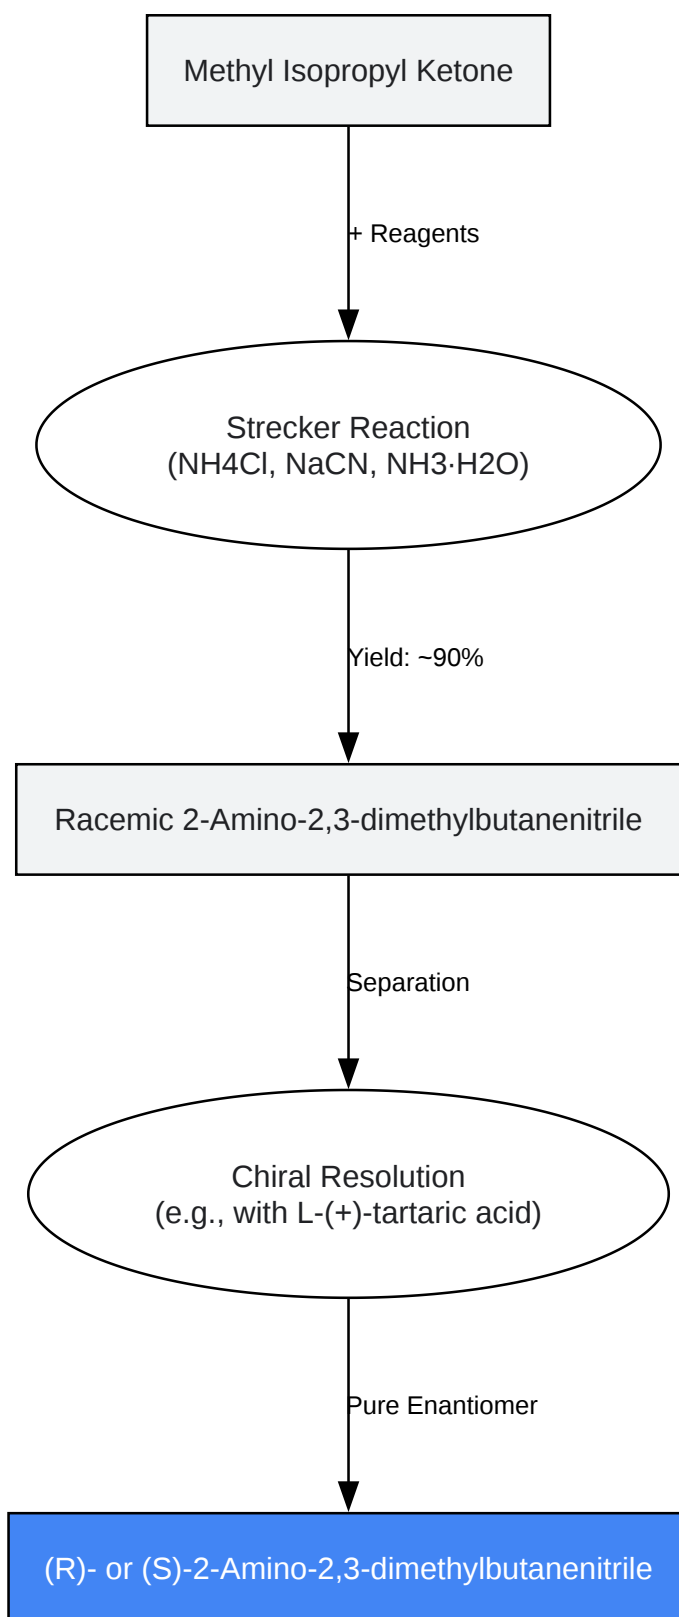 Methyl Isopropyl Ketone
+ Reagents
Strecker Reaction
(NH4Cl, NaCN, NH3·H2O)
Yield: ~90%
Racemic 2-Amino-2,3-dimethylbutanenitrile
Separation
Chiral Resolution
(e.g., with L-(+)-tartaric acid)
Pure Enantiomer
(R)- or (S)-2-Amino-2,3-dimethylbutanenitrile